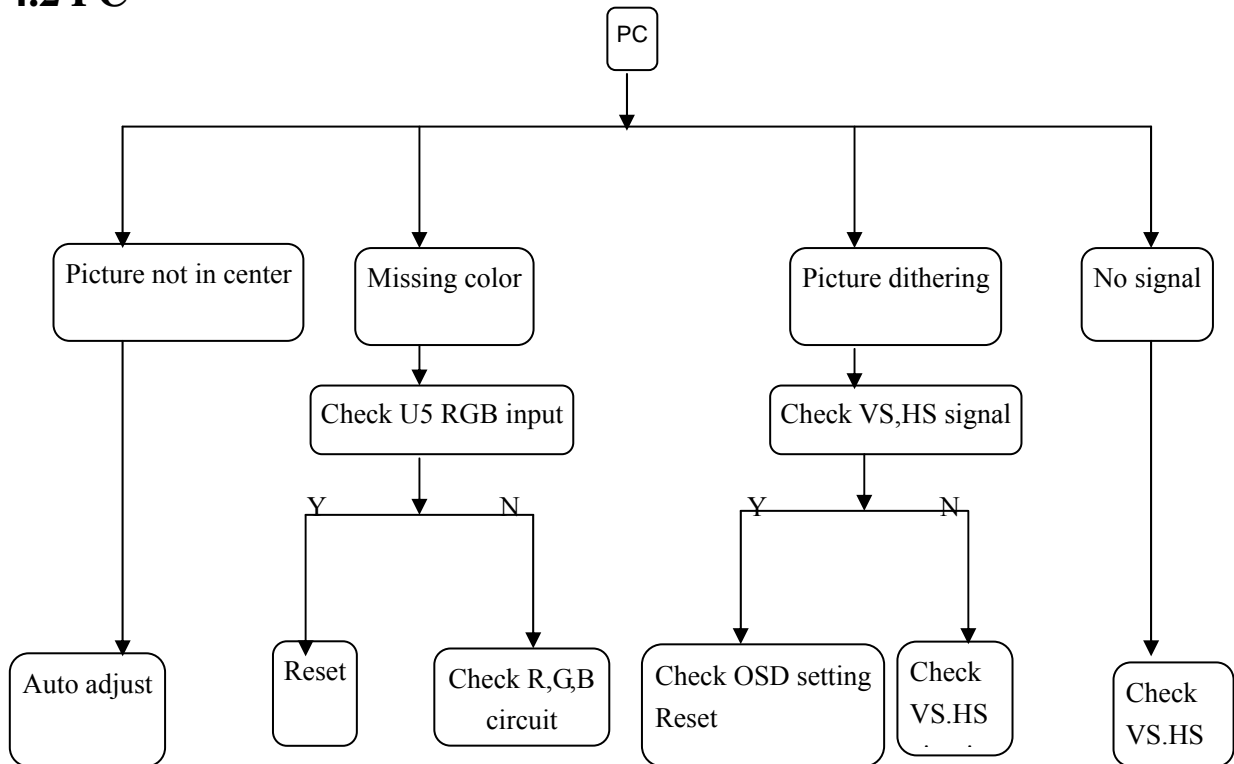 PC
Picture not in center
Missing color
Picture dithering
No signal
Check U5 RGB input
Check VS,HS signal
Y
N
Y
N
Auto adjust
Reset
Check R,G,B
circuit
Check OSD setting
Reset
Check
VS.HS
Check
VS.HS